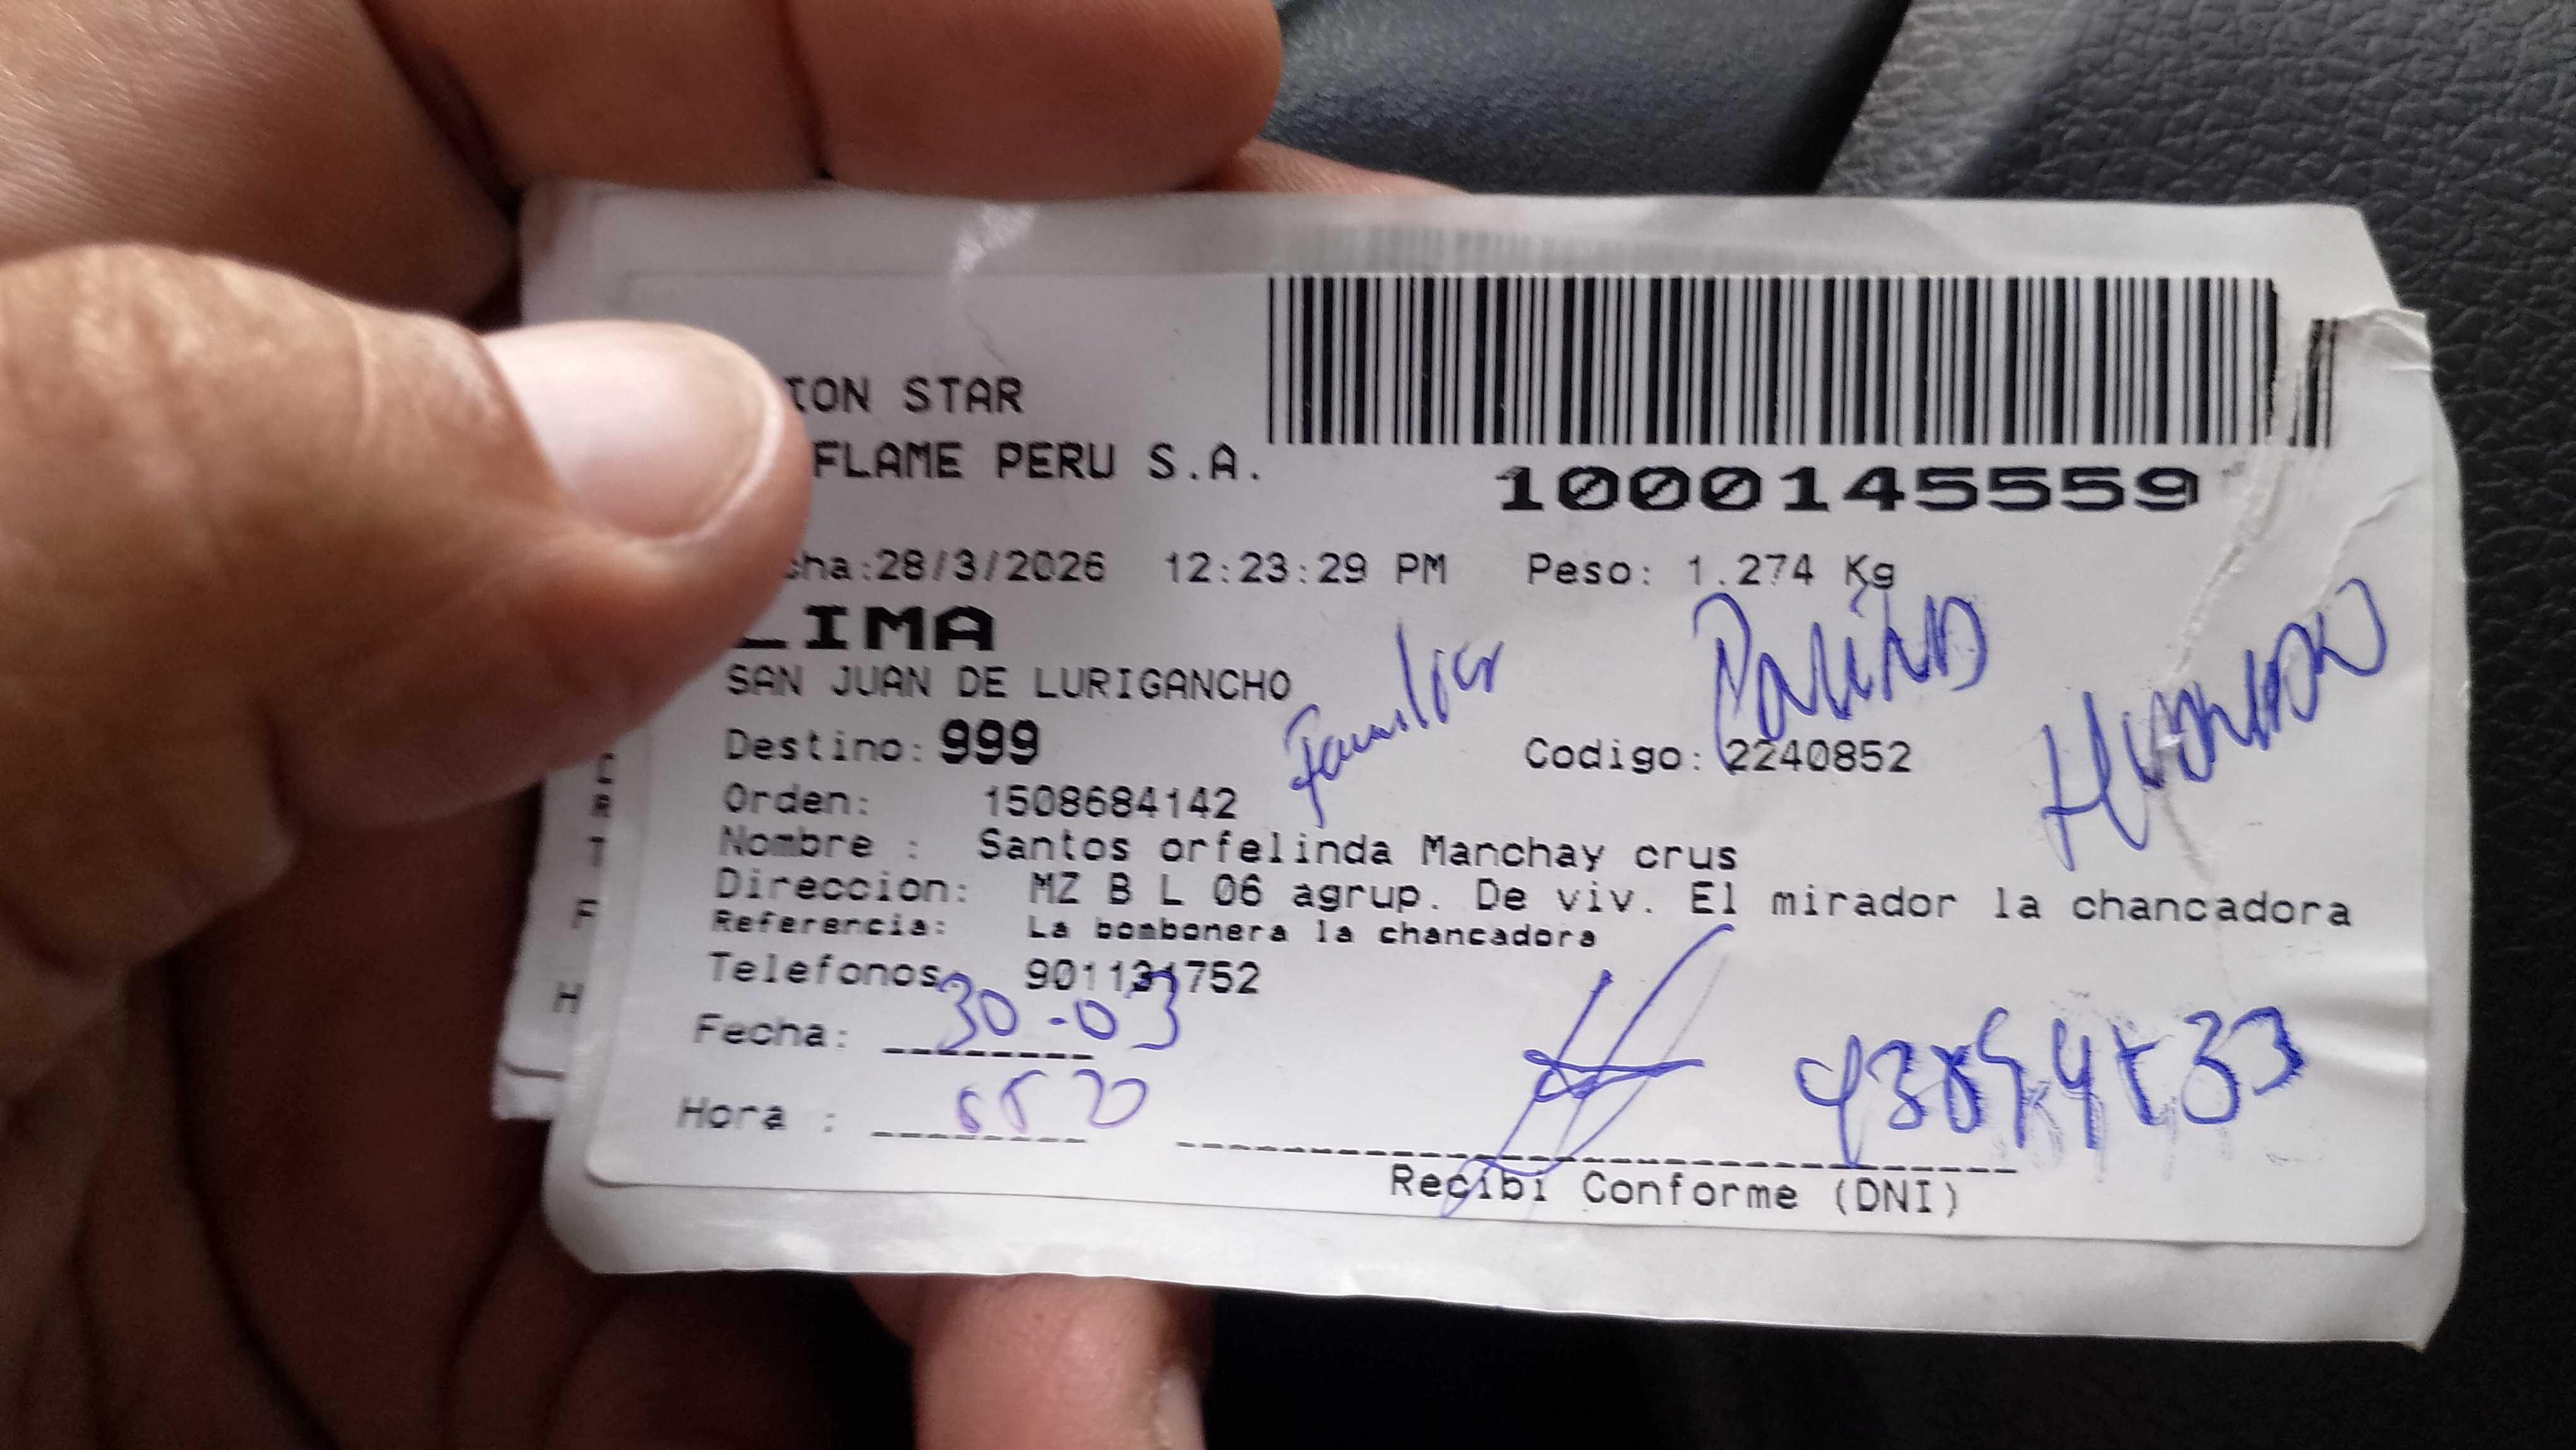 ION STAR
FLAME PERU S.A.
1000145559
cha:28/3/2026 12:23:29 PM Peso: 1.274 Kg
LIMA
SAN JUAN DE LURIGANCHO
Familiar
Destino: 999 Codigo: 2240852
Orden: 1508684142
Nombre : Santos orfelinda Manchay crus
Direccion: MZ B L 06 agrup. De viv. El mirador la chancadora
Referencia: La bombonera la chancadora
Telefonos 901131752
Fecha: 30-03
Hora :
Recibi Conforme (DNI)